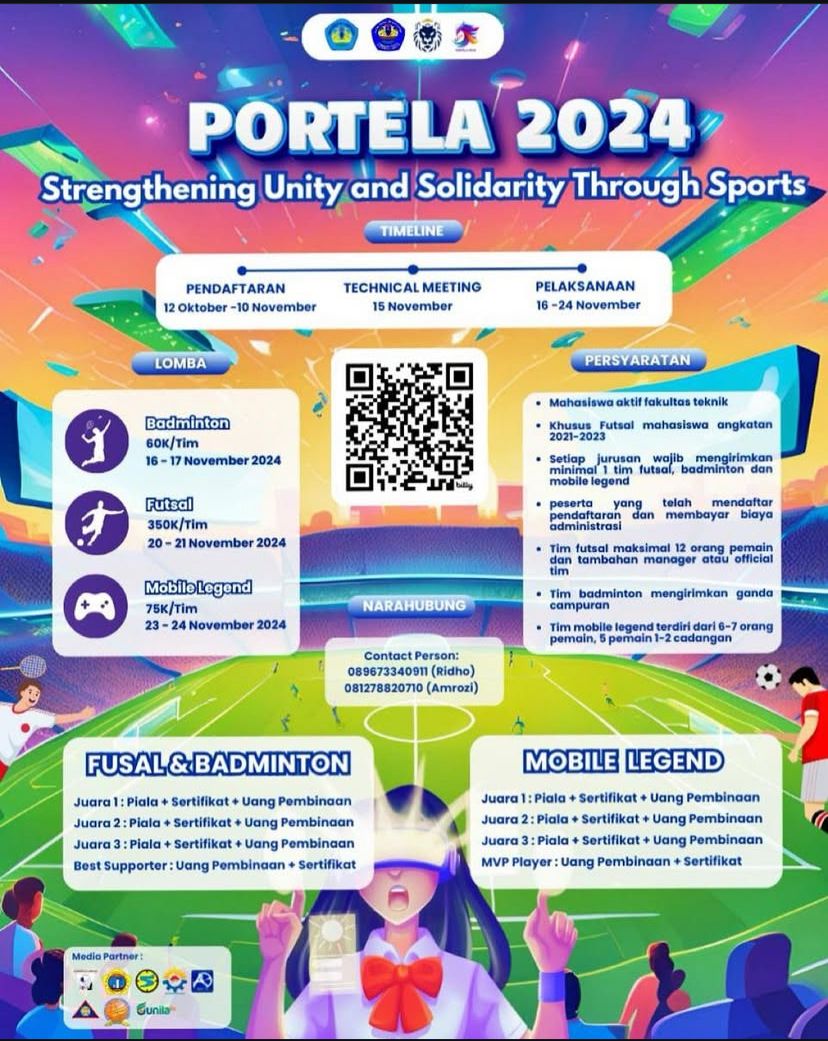 PORTELA 2024
Strengthening Unity and Solidarity Through Sports
TIMELINE
PENDAFTARAN
12 Oktober -10 November
TECHNICAL MEETING
15 November
PELAKSANAAN
16 -24 November
LOMBA
Badminton
60K/Tim
16 - 17 November 2024
Futsal
350K/Tim
20 - 21 November 2024
Mobile Legend
75K/Tim
23 - 24 November 2024
bitly
PERSYARATAN
• Mahasiswa aktif fakultas teknik
• Khusus Futsal mahasiswa angkatan
2021-2023
• Setiap jurusan wajib mengirimkan
minimal 1 tim futsal, badminton dan
mobile legend
• peserta yang telah mendaftar
pendaftaran dan membayar biaya
administrasi
• Tim futsal maksimal 12 orang pemain
dan tambahan manager atau official
tim
• Tim badminton mengirimkan ganda
campuran
• Tim mobile legend terdiri dari 6-7 orang
pemain, 5 pemain 1-2 cadangan
NARAHUBUNG
Contact Person:
089673340911 (Ridho)
081278820710 (Amrozi)
FUSAL & BADMINTON
Juara 1 : Piala + Sertifikat + Uang Pembinaan
Juara 2 : Piala + Sertifikat + Uang Pembinaan
Juara 3 : Piala + Sertifikat + Uang Pembinaan
Best Supporter : Uang Pembinaan + Sertifikat
MOBILE LEGEND
Juara 1 : Piala + Sertifikat + Uang Pembinaan
Juara 2 : Piala + Sertifikat + Uang Pembinaan
Juara 3 : Piala + Sertifikat + Uang Pembinaan
MVP Player : Uang Pembinaan + Sertifikat
Media Partner :
Gunila